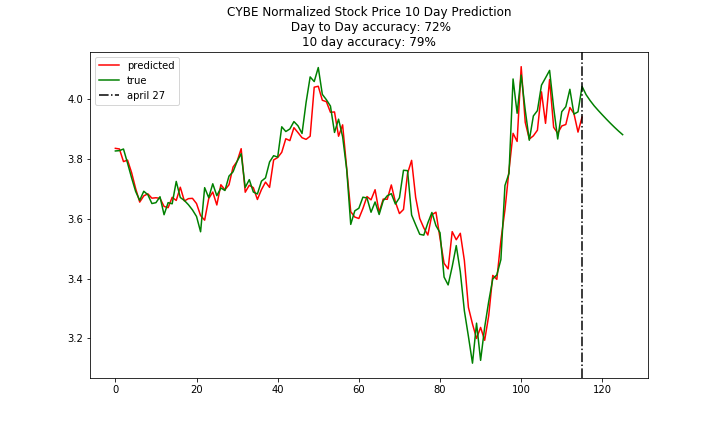 CYBE Normalized Stock Price 10 Day Prediction
Day to Day accuracy: 72%
10 day accuracy: 79%
predicted
true
april 27
4.0
3.8
3.6
3.4
3.2
0 20 40 60 80 100 120